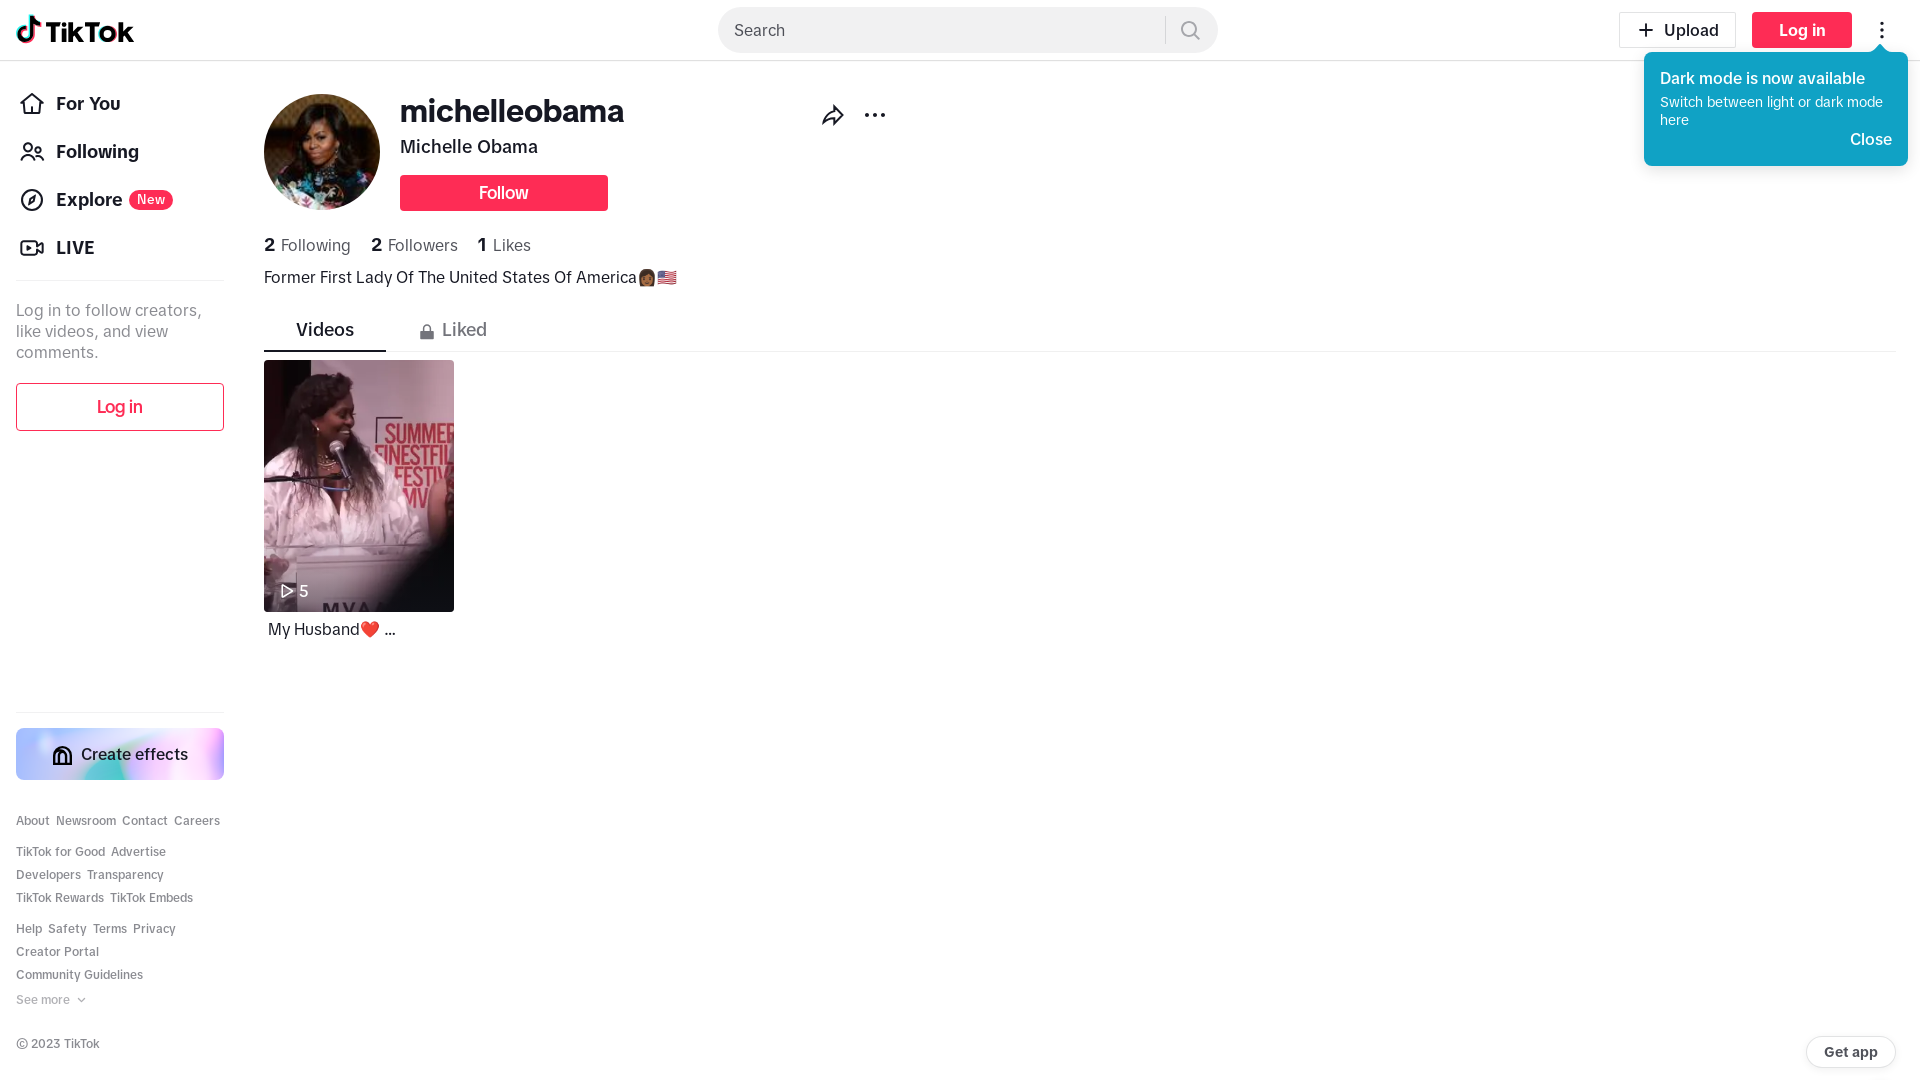 TikTok
Search
Upload
Log in
Dark mode is now available
Switch between light or dark mode
here
Close
For You
Following
Explore New
LIVE
Log in to follow creators,
like videos, and view
comments.
Log in
michelleobama
Michelle Obama
Follow
2 Following 2 Followers 1 Likes
Former First Lady Of The United States Of America👩🏾🇺🇸
Videos
Liked
SUMMER
FINESTFIL
FESTIV
MV
5
My Husband❤️ ...
Create effects
About Newsroom Contact Careers
TikTok for Good Advertise
Developers Transparency
TikTok Rewards TikTok Embeds
Help Safety Terms Privacy
Creator Portal
Community Guidelines
See more
© 2023 TikTok
Get app